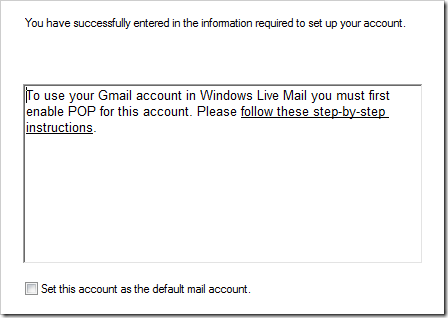 You have successfully entered in the information required to set up your account.
To use your Gmail account in Windows Live Mail you must first
enable POP for this account. Please follow these step-by-step
instructions.
Set this account as the default mail account.